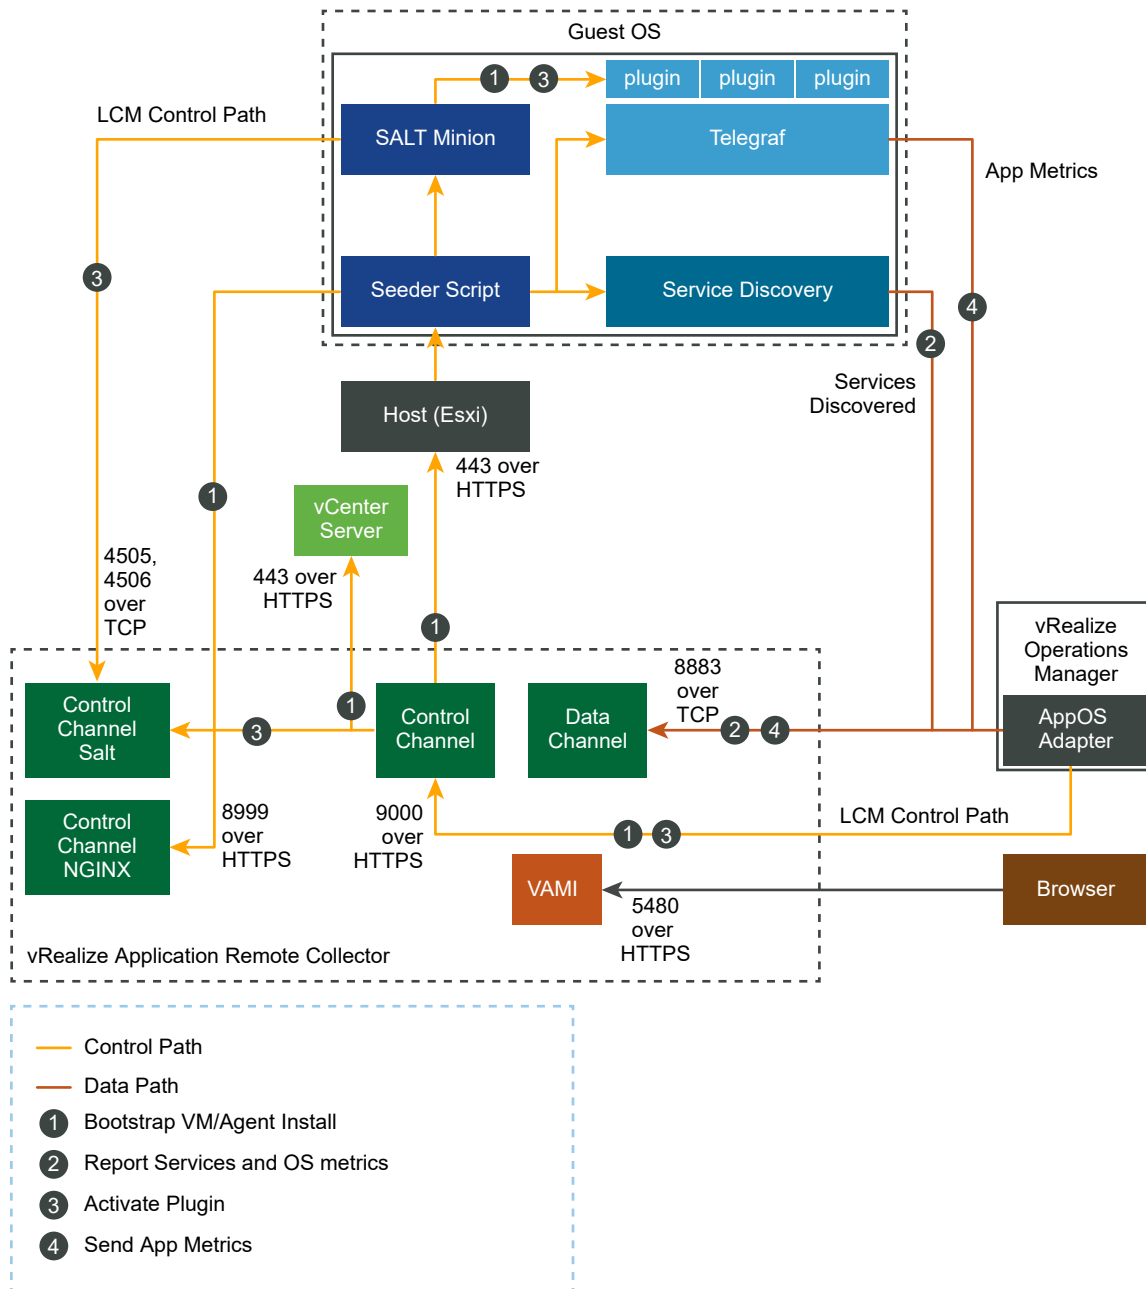 Guest OS
1
3
plugin
plugin
plugin
LCM Control Path
SALT Minion
Telegraf
App Metrics
3
Seeder Script
Service Discovery
4
2
Services
Discovered
Host (Esxi)
443 over
HTTPS
1
vCenter
Server
4505,
4506
over
TCP
443 over
HTTPS
1
vRealize
Operations
Manager
8883
over
TCP
Control
Channel
Salt
3
1
Control
Channel
Data
Channel
2
4
AppOS
Adapter
Control
Channel
NGINX
8999
over
HTTPS
9000
over
HTTPS
1
3
LCM Control Path
VAMI
5480
over
HTTPS
Browser
vRealize Application Remote Collector
Control Path
Data Path
1 Bootstrap VM/Agent Install
2 Report Services and OS metrics
3 Activate Plugin
4 Send App Metrics